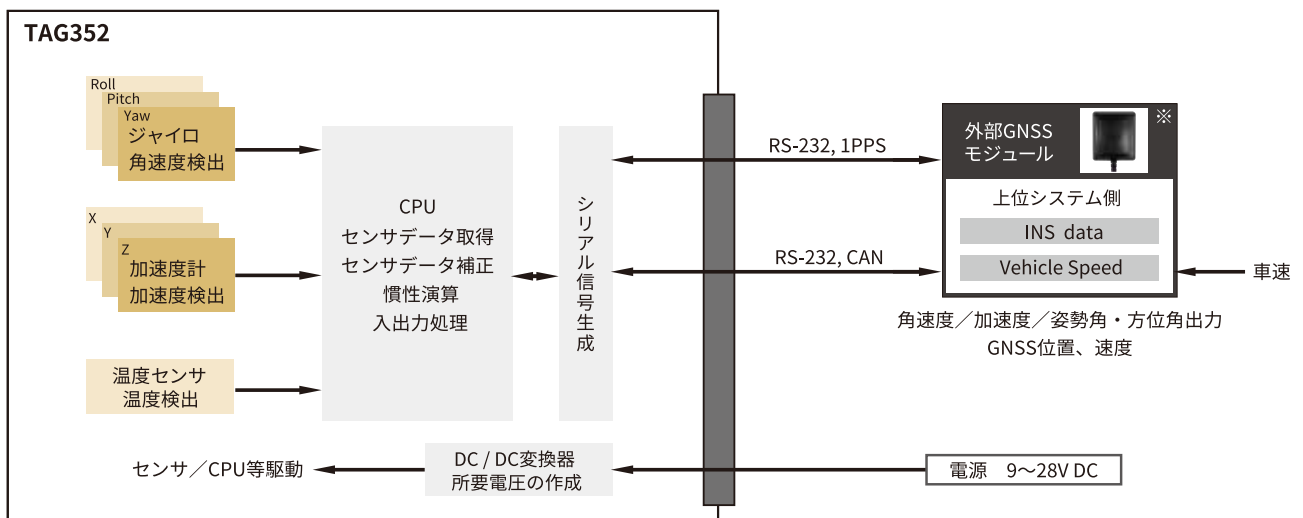 TAG352
Roll
Pitch
Yaw
ジャイロ
角速度検出
X
Y
Z
加速度計
加速度検出
温度センサ
温度検出
CPU
センサデータ取得
センサデータ補正
慣性演算
入出力処理
シリアル信号生成
RS-232, 1PPS
RS-232, CAN
外部GNSS
モジュール
※
上位システム側
INS data
Vehicle Speed
車速
角速度／加速度／姿勢角・方位角出力
GNSS位置、速度
センサ／CPU等駆動
DC / DC変換器
所要電圧の作成
電源　9～28V DC